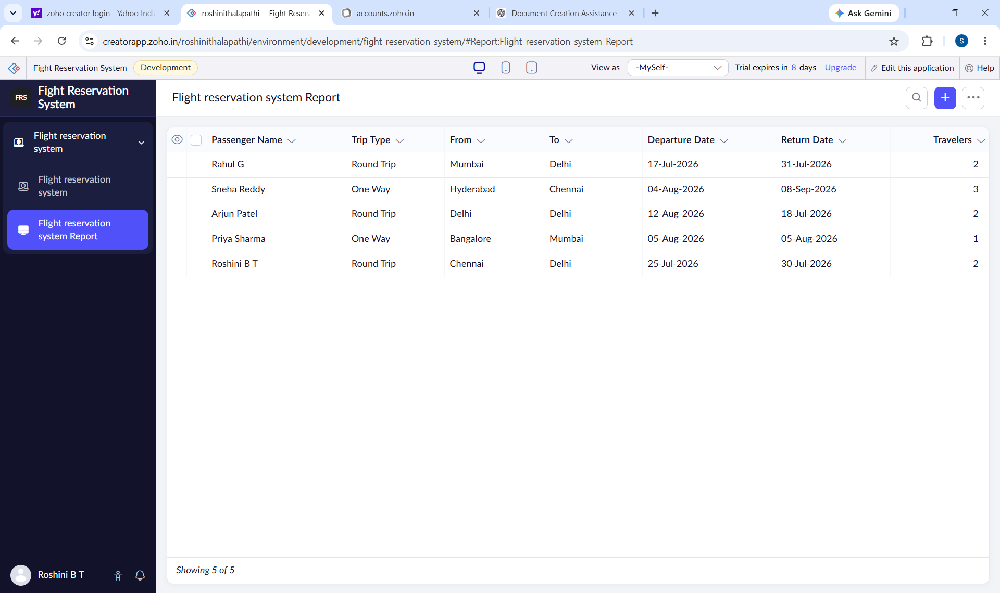 zoho creator login - Yahoo Indi
roshinithalapathi - Fight Reserv
accounts.zoho.in
Document Creation Assistance
Ask Gemini
creatorapp.zoho.in/roshinithalapathi/environment/development/fight-reservation-system/#Report:Flight_reservation_system_Report
S
Fight Reservation System
Development
View as
-MySelf-
Trial expires in 8 days
Upgrade
Edit this application
Help
FRS
Fight Reservation
System
Flight reservation
system
Flight reservation
system
Flight reservation
system Report
Roshini B T
Flight reservation system Report
Passenger Name Trip Type From To Departure Date Return Date Travelers
Rahul G Round Trip Mumbai Delhi 17-Jul-2026 31-Jul-2026 2
Sneha Reddy One Way Hyderabad Chennai 04-Aug-2026 08-Sep-2026 3
Arjun Patel Round Trip Delhi Delhi 12-Aug-2026 18-Jul-2026 2
Priya Sharma One Way Bangalore Mumbai 05-Aug-2026 05-Aug-2026 1
Roshini B T Round Trip Chennai Delhi 25-Jul-2026 30-Jul-2026 2
Showing 5 of 5